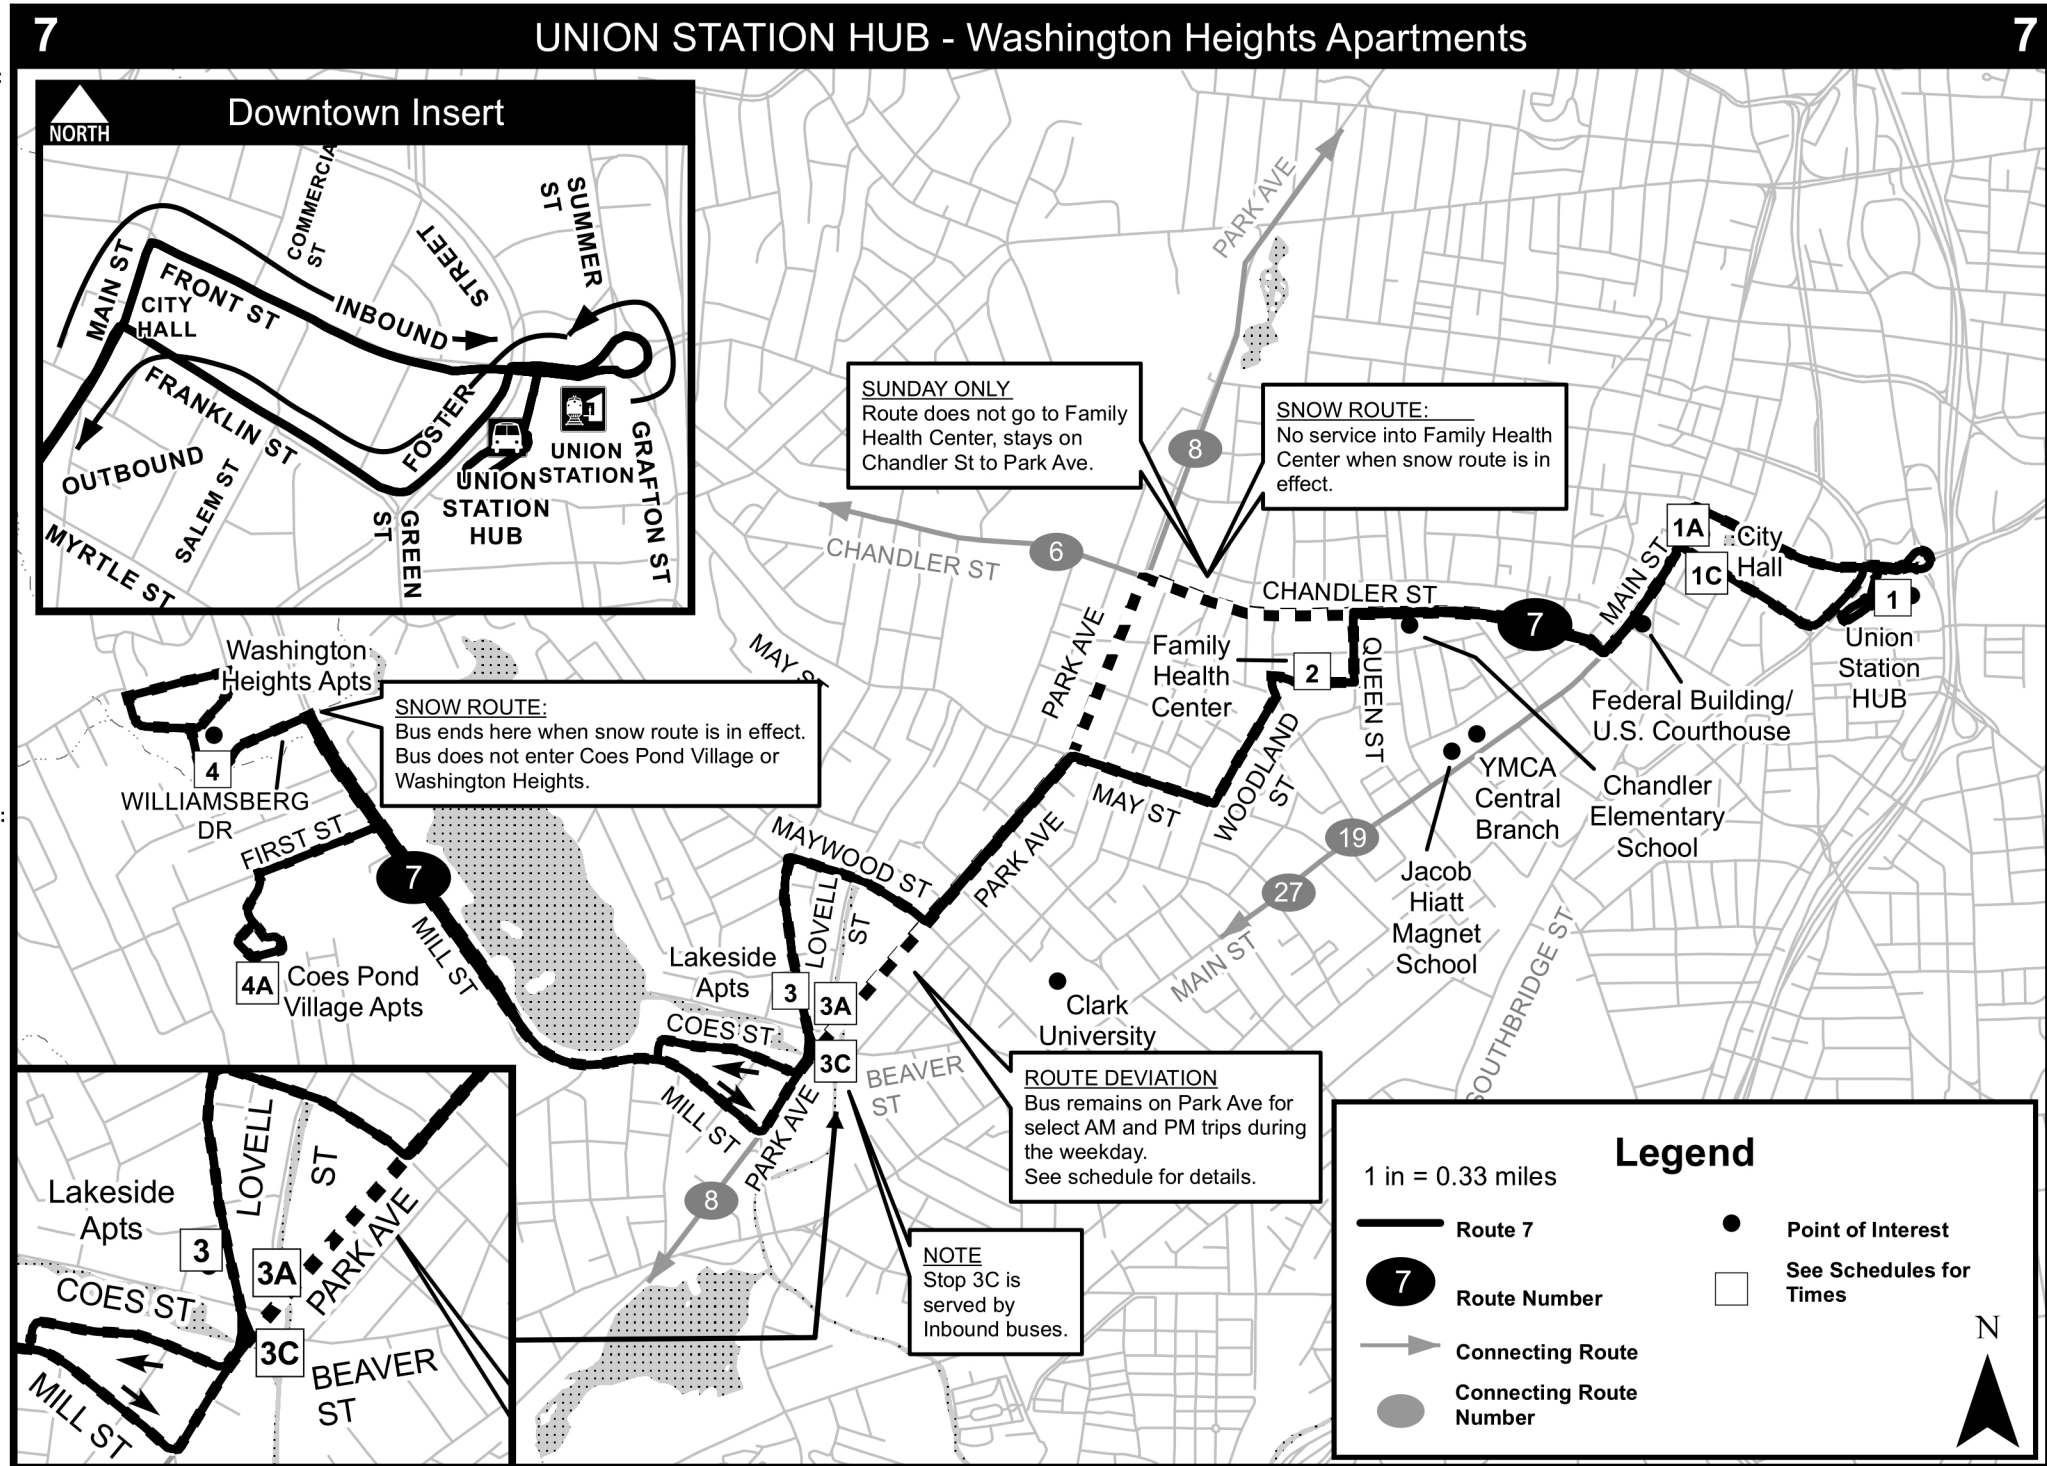 7
UNION STATION HUB - Washington Heights Apartments
7
NORTH
Downtown Insert
COMMERCIA
ST
STREET
SUMMER
ST
MAIN ST
FRONT ST
CITY
HALL
INBOUND
FRANKLIN ST
FOSTER
OUTBOUND
SALEM ST
MYRTLE ST
GREEN
ST
UNION
STATION
UNION
STATION
HUB
GRAFTON ST
PARK AVE
8
SUNDAY ONLY
Route does not go to Family
Health Center, stays on
Chandler St to Park Ave.
SNOW ROUTE:
No service into Family Health
Center when snow route is in
effect.
6
CHANDLER ST
CHANDLER ST
7
MAIN ST
1A
City
Hall
1C
1
Union
Station
HUB
PARK AVE
MAY ST
Family
Health
Center
2
QUEEN ST
WOODLAND
ST
MAY ST
Federal Building/
U.S. Courthouse
YMCA
Central
Branch
Chandler
Elementary
School
Jacob
Hiatt
Magnet
School
19
27
MAIN ST
SOUTHBRIDGE ST
Washington
Heights Apts
SNOW ROUTE:
Bus ends here when snow route is in effect.
Bus does not enter Coes Pond Village or
Washington Heights.
4
WILLIAMSBERG
DR
FIRST ST
7
MILL ST
4A
Coes Pond
Village Apts
MAYWOOD ST
PARK AVE
LOVELL
ST
Lakeside
Apts
3
3A
3C
COES ST
MILL ST
PARK AVE
BEAVER
ST
8
Clark
University
ROUTE DEVIATION
Bus remains on Park Ave for
select AM and PM trips during
the weekday.
See schedule for details.
NOTE
Stop 3C is
served by
Inbound buses.
LOVELL
ST
Lakeside
Apts
3
3A
PARK AVE
COES ST
3C
BEAVER
ST
MILL ST
Legend
1 in = 0.33 miles
Route 7
Point of Interest
7
Route Number
See Schedules for
Times
Connecting Route
Connecting Route
Number
N